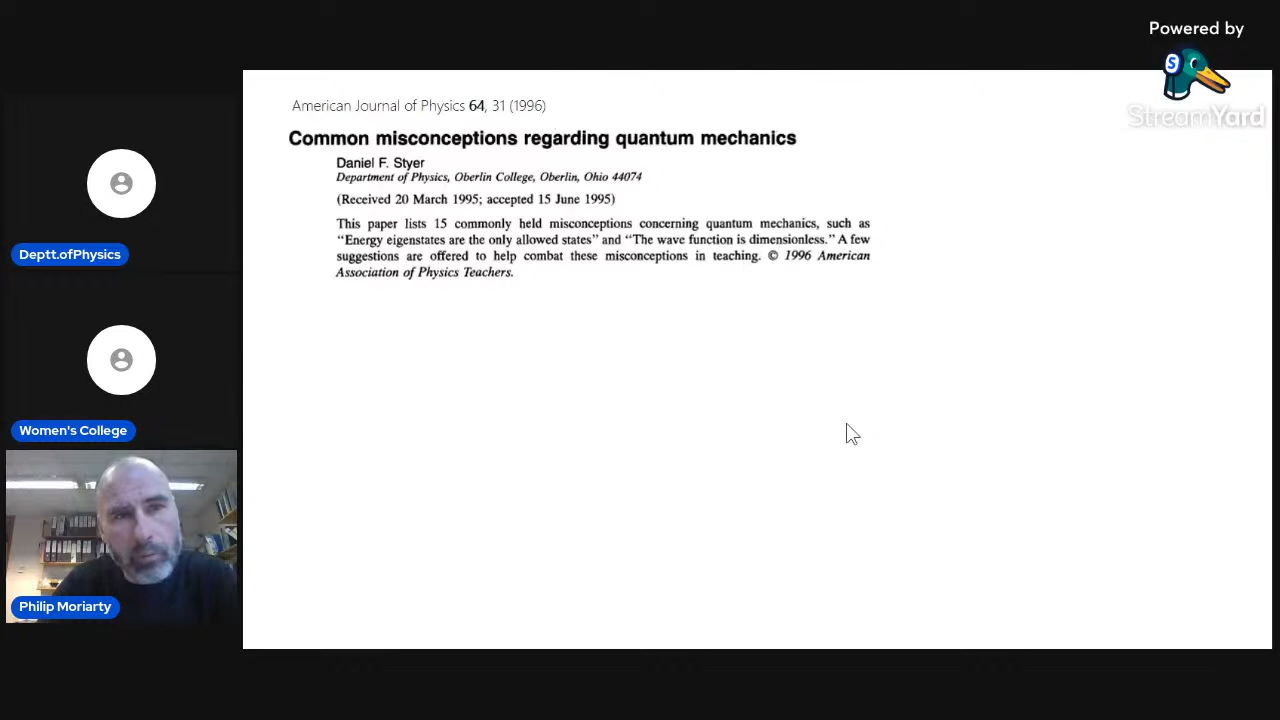 Powered by
S
StreamYard
American Journal of Physics 64, 31 (1996)
Common misconceptions regarding quantum mechanics
Daniel F. Styer
Department of Physics, Oberlin College, Oberlin, Ohio 44074
(Received 20 March 1995; accepted 15 June 1995)
This paper lists 15 commonly held misconceptions concerning quantum mechanics, such as
“Energy eigenstates are the only allowed states” and “The wave function is dimensionless.” A few
suggestions are offered to help combat these misconceptions in teaching. © 1996 American
Association of Physics Teachers.
Deptt.ofPhysics
Women's College
Philip Moriarty